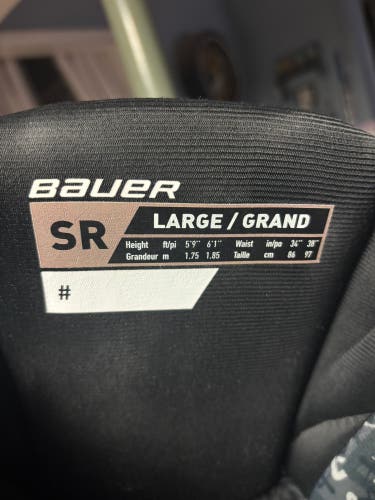 BAUER
SR
LARGE / GRAND
Height ft/pi 5'9" 6'1" Waist in/po 34" 38"
Grandeur m 1.75 1.85 Taille cm 86 97
#